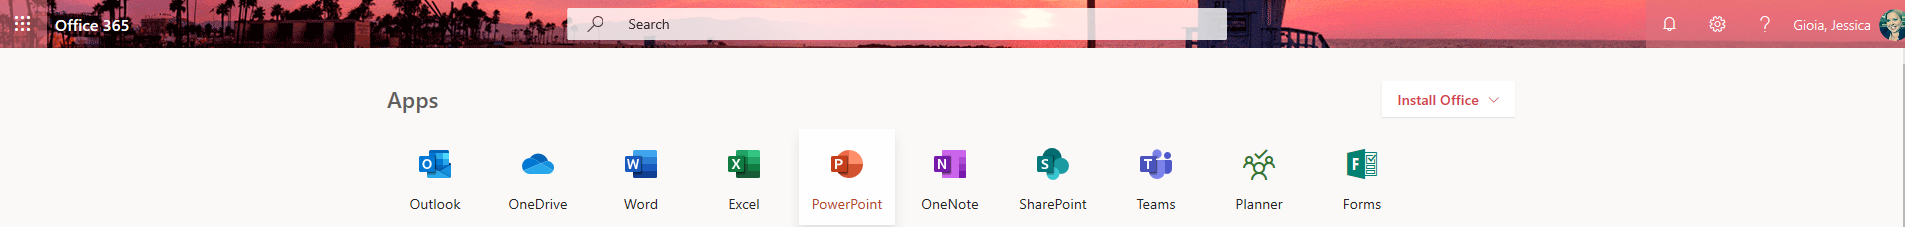 Office 365
Search
? Gioia, Jessica
Apps
Install Office
O W X P N S T F
Outlook OneDrive Word Excel PowerPoint OneNote SharePoint Teams Planner Forms